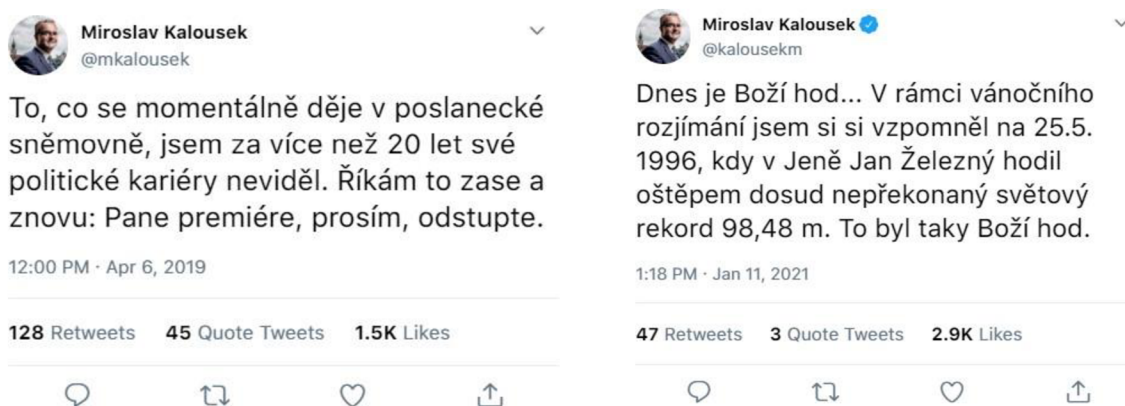 Miroslav Kalousek
@mkalousek
To, co se momentálně děje v poslanecké
sněmovně, jsem za více než 20 let své
politické kariéry neviděl. Říkám to zase a
znovu: Pane premiére, prosím, odstupte.
12:00 PM · Apr 6, 2019
128 Retweets 45 Quote Tweets 1.5K Likes
Miroslav Kalousek
@kalousekm
Dnes je Boží hod... V rámci vánočního
rozjímání jsem si si vzpomněl na 25.5.
1996, kdy v Jeně Jan Železný hodil
oštěpem dosud nepřekonaný světový
rekord 98,48 m. To byl taky Boží hod.
1:18 PM · Jan 11, 2021
47 Retweets 3 Quote Tweets 2.9K Likes